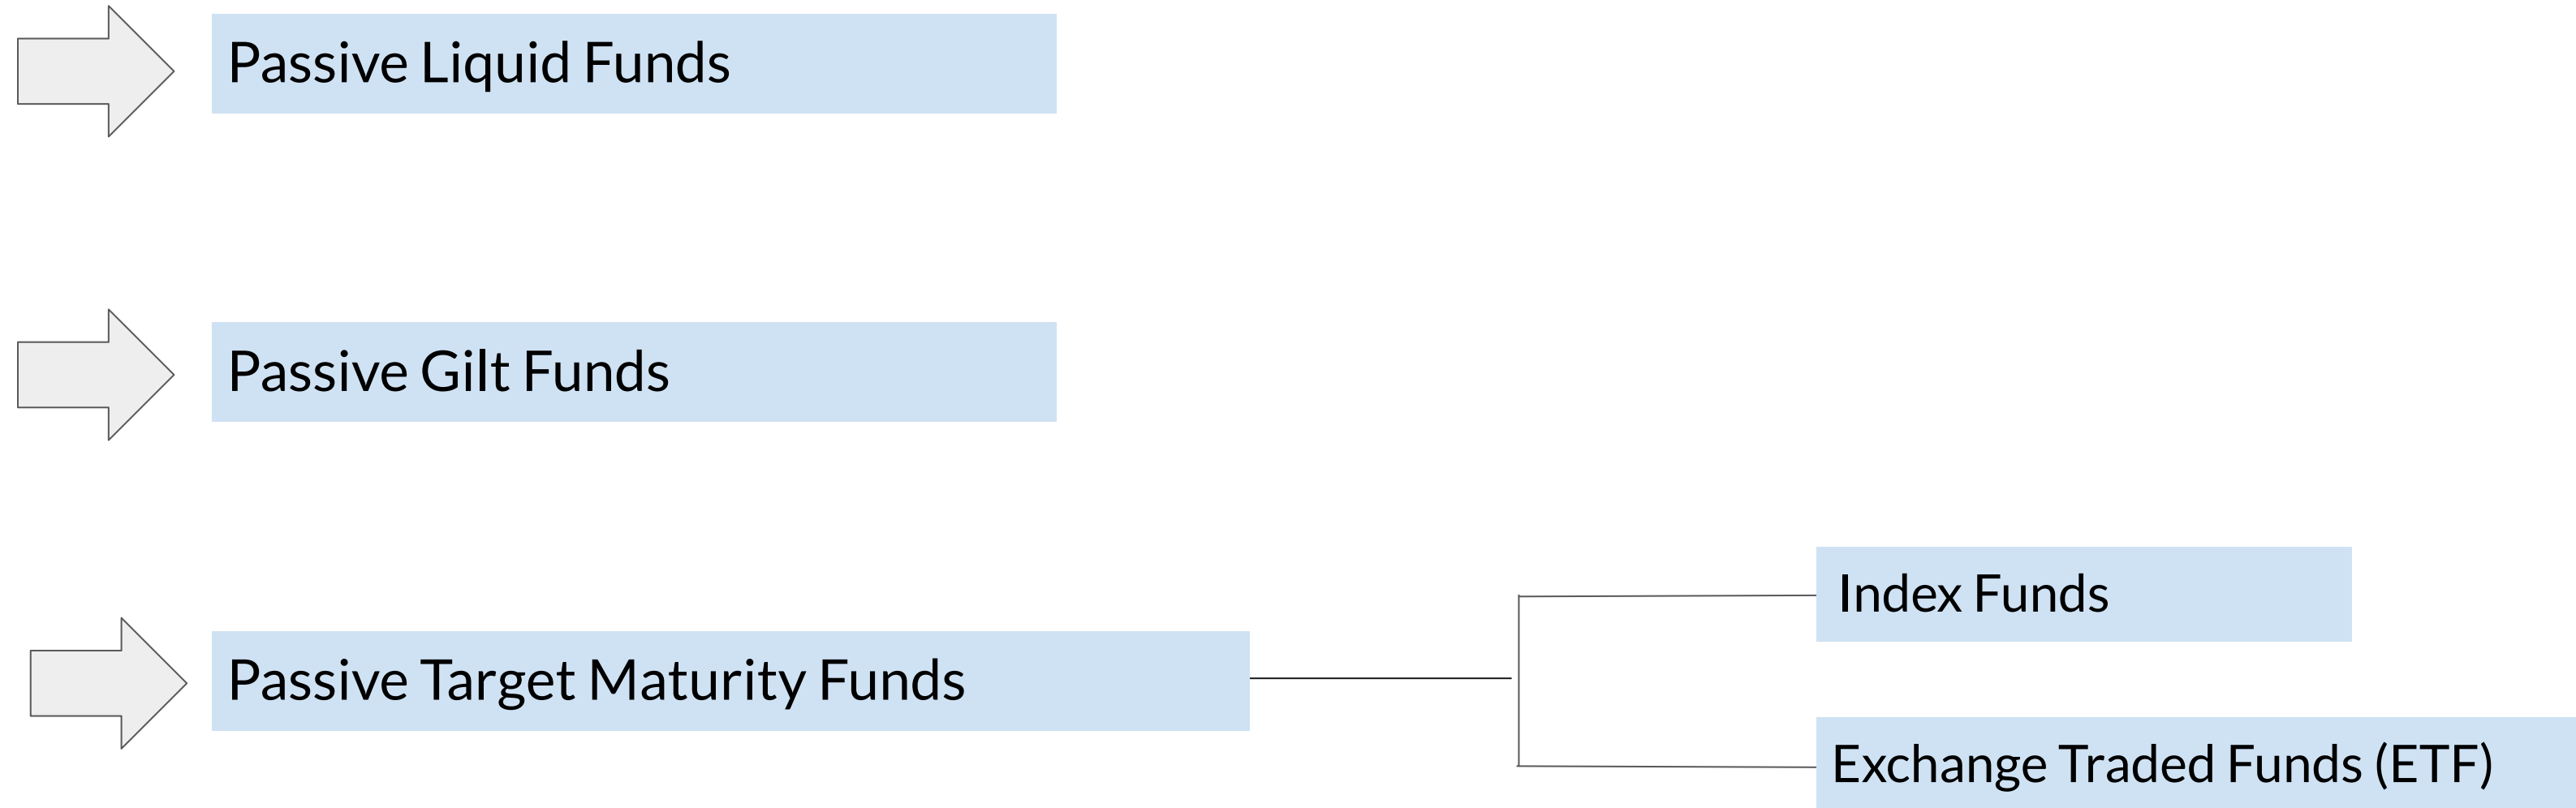 Passive Liquid Funds
Passive Gilt Funds
Passive Target Maturity Funds
Index Funds
Exchange Traded Funds (ETF)